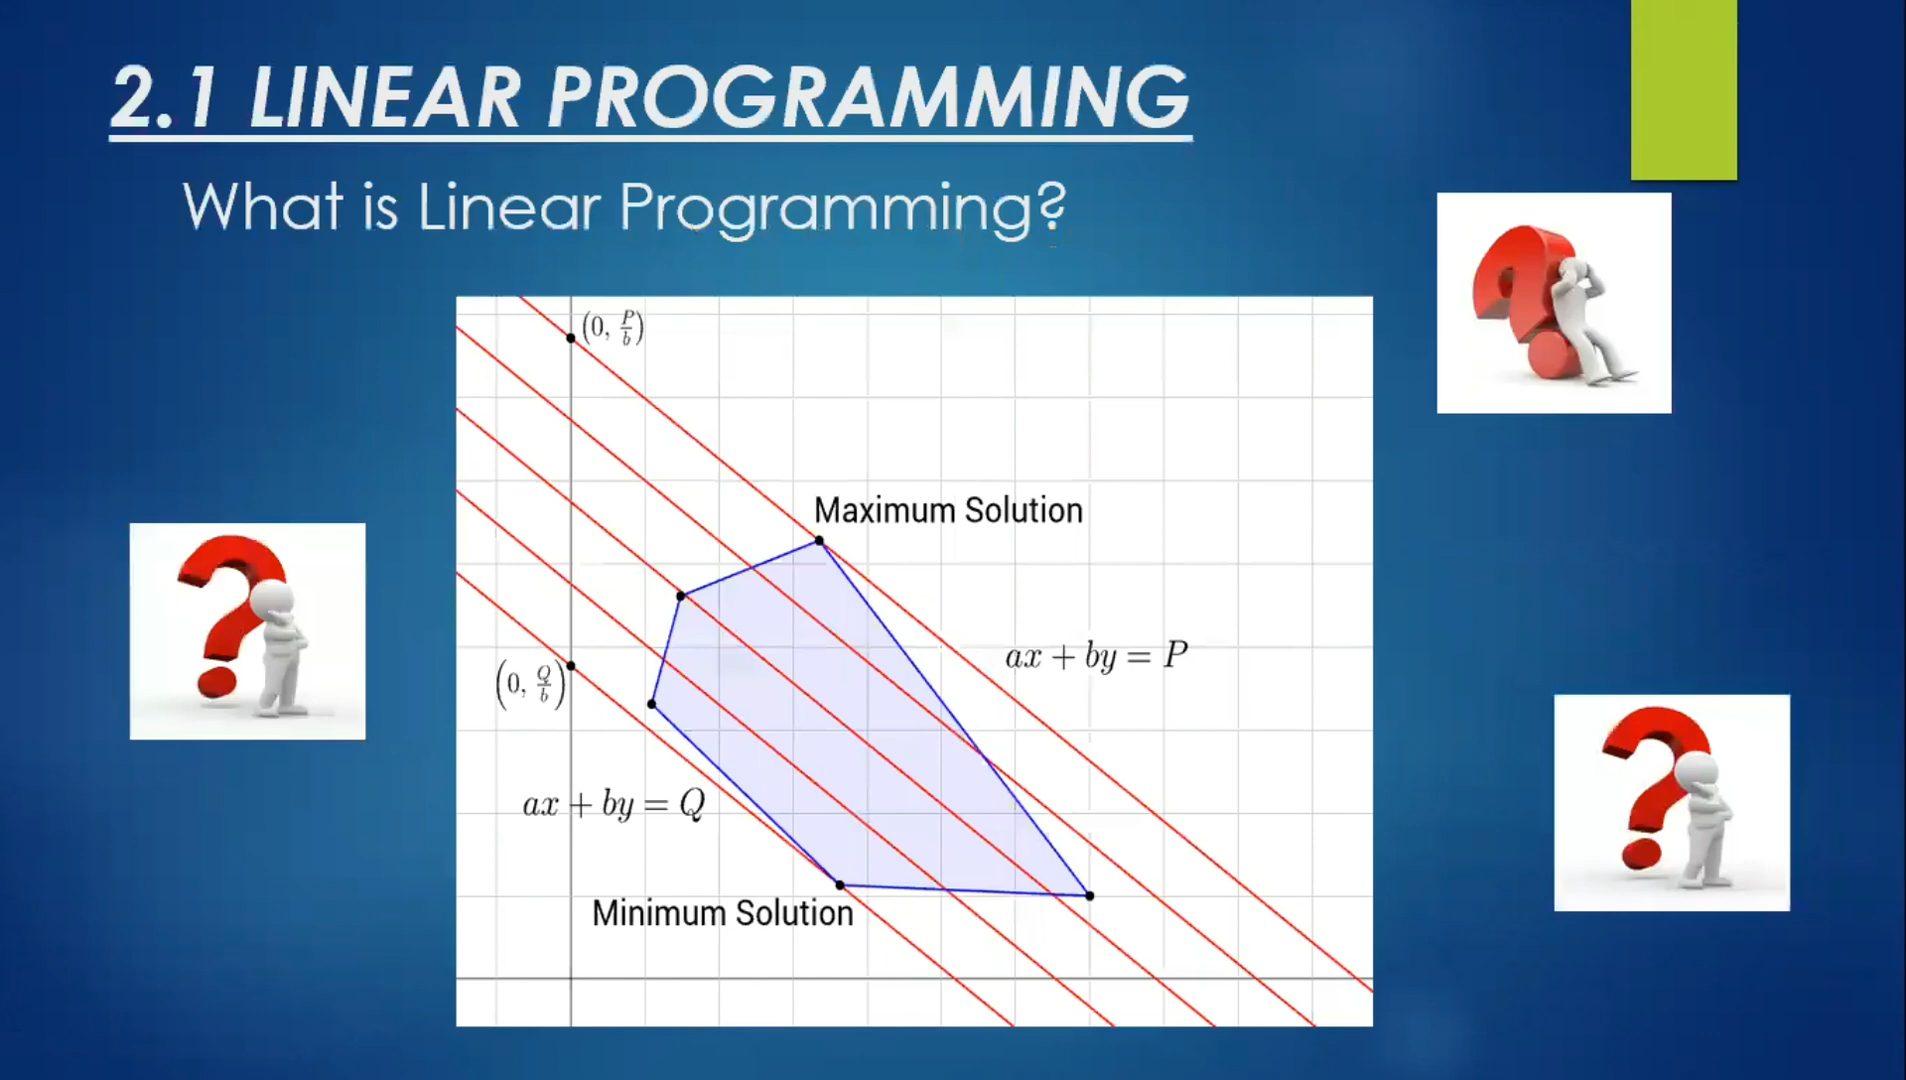 2.1 LINEAR PROGRAMMING
What is Linear Programming?
(0, P/b)
Maximum Solution
ax + by = P
(0, Q/b)
ax + by = Q
Minimum Solution